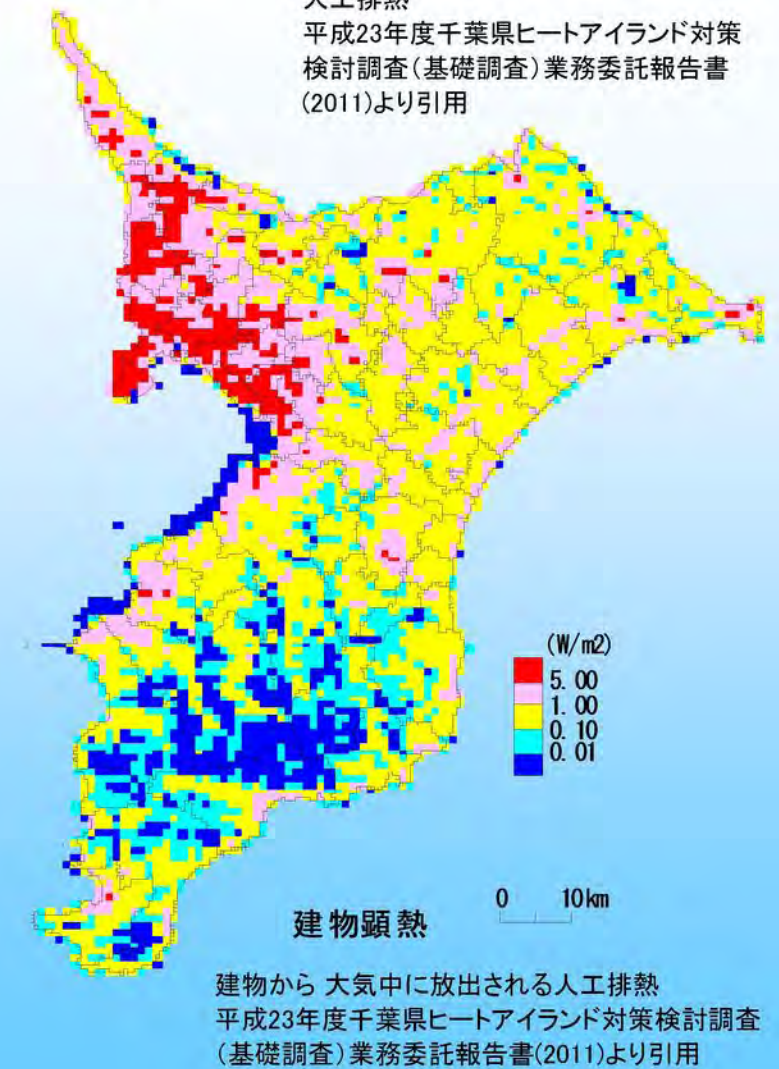 人工排熱
平成23年度千葉県ヒートアイランド対策
検討調査(基礎調査)業務委託報告書
(2011)より引用
(W/m2)
5.00
1.00
0.10
0.01
0 10km
建物顕熱
建物から 大気中に放出される人工排熱
平成23年度千葉県ヒートアイランド対策検討調査
(基礎調査)業務委託報告書(2011)より引用